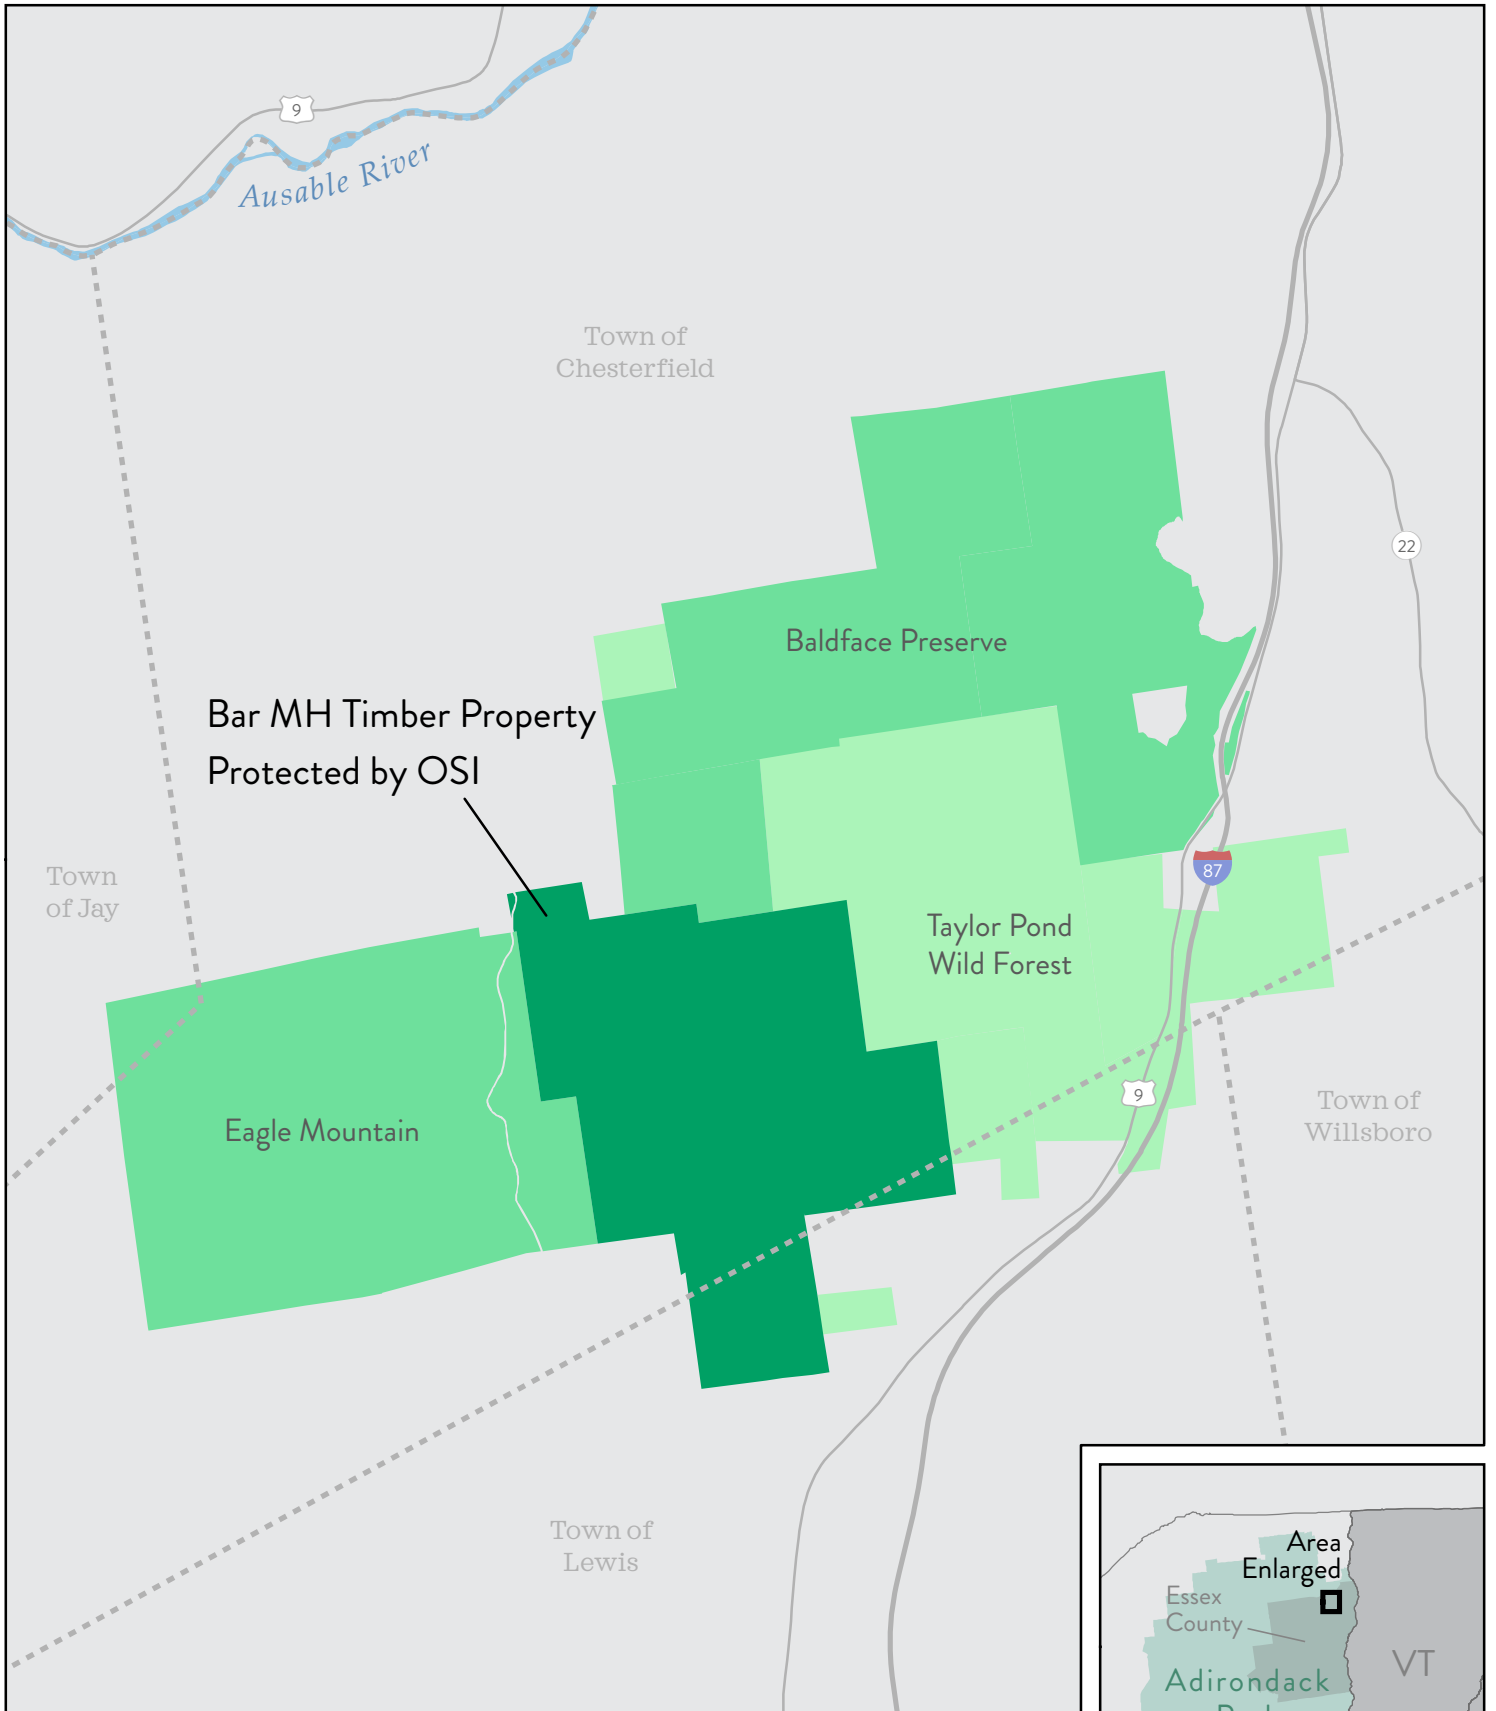 9
Ausable River
Town of
Chesterfield
22
Baldface Preserve
Bar MH Timber Property
Protected by OSI
87
Town
of Jay
Taylor Pond
Wild Forest
9
Town of
Willsboro
Eagle Mountain
Town of
Lewis
Area
Enlarged
Essex
County
VT
Adirondack